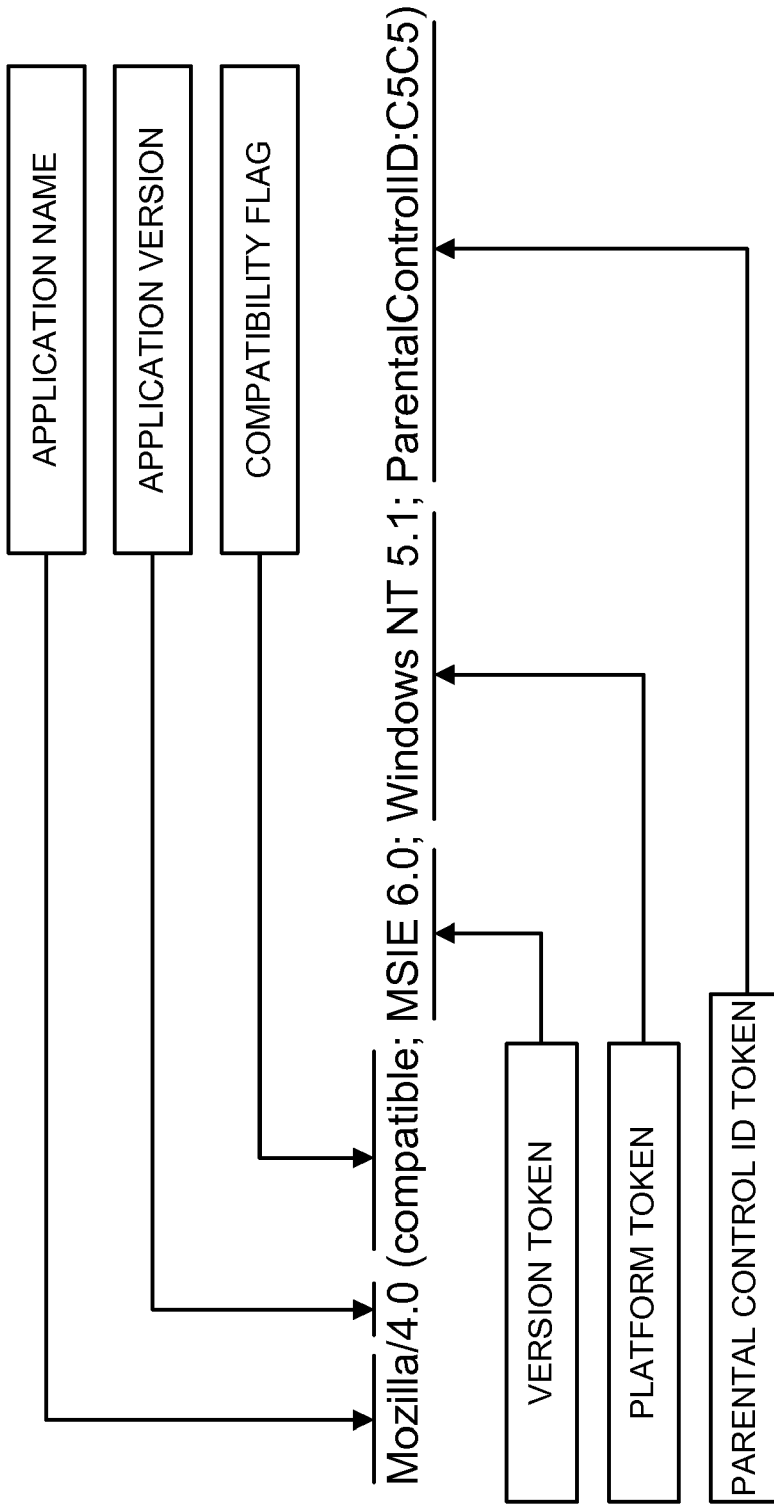 APPLICATION NAME
APPLICATION VERSION
COMPATIBILITY FLAG
Mozilla/4.0 (compatible; MSIE 6.0; Windows NT 5.1; ParentalControlID:C5C5)
VERSION TOKEN
PLATFORM TOKEN
PARENTAL CONTROL ID TOKEN